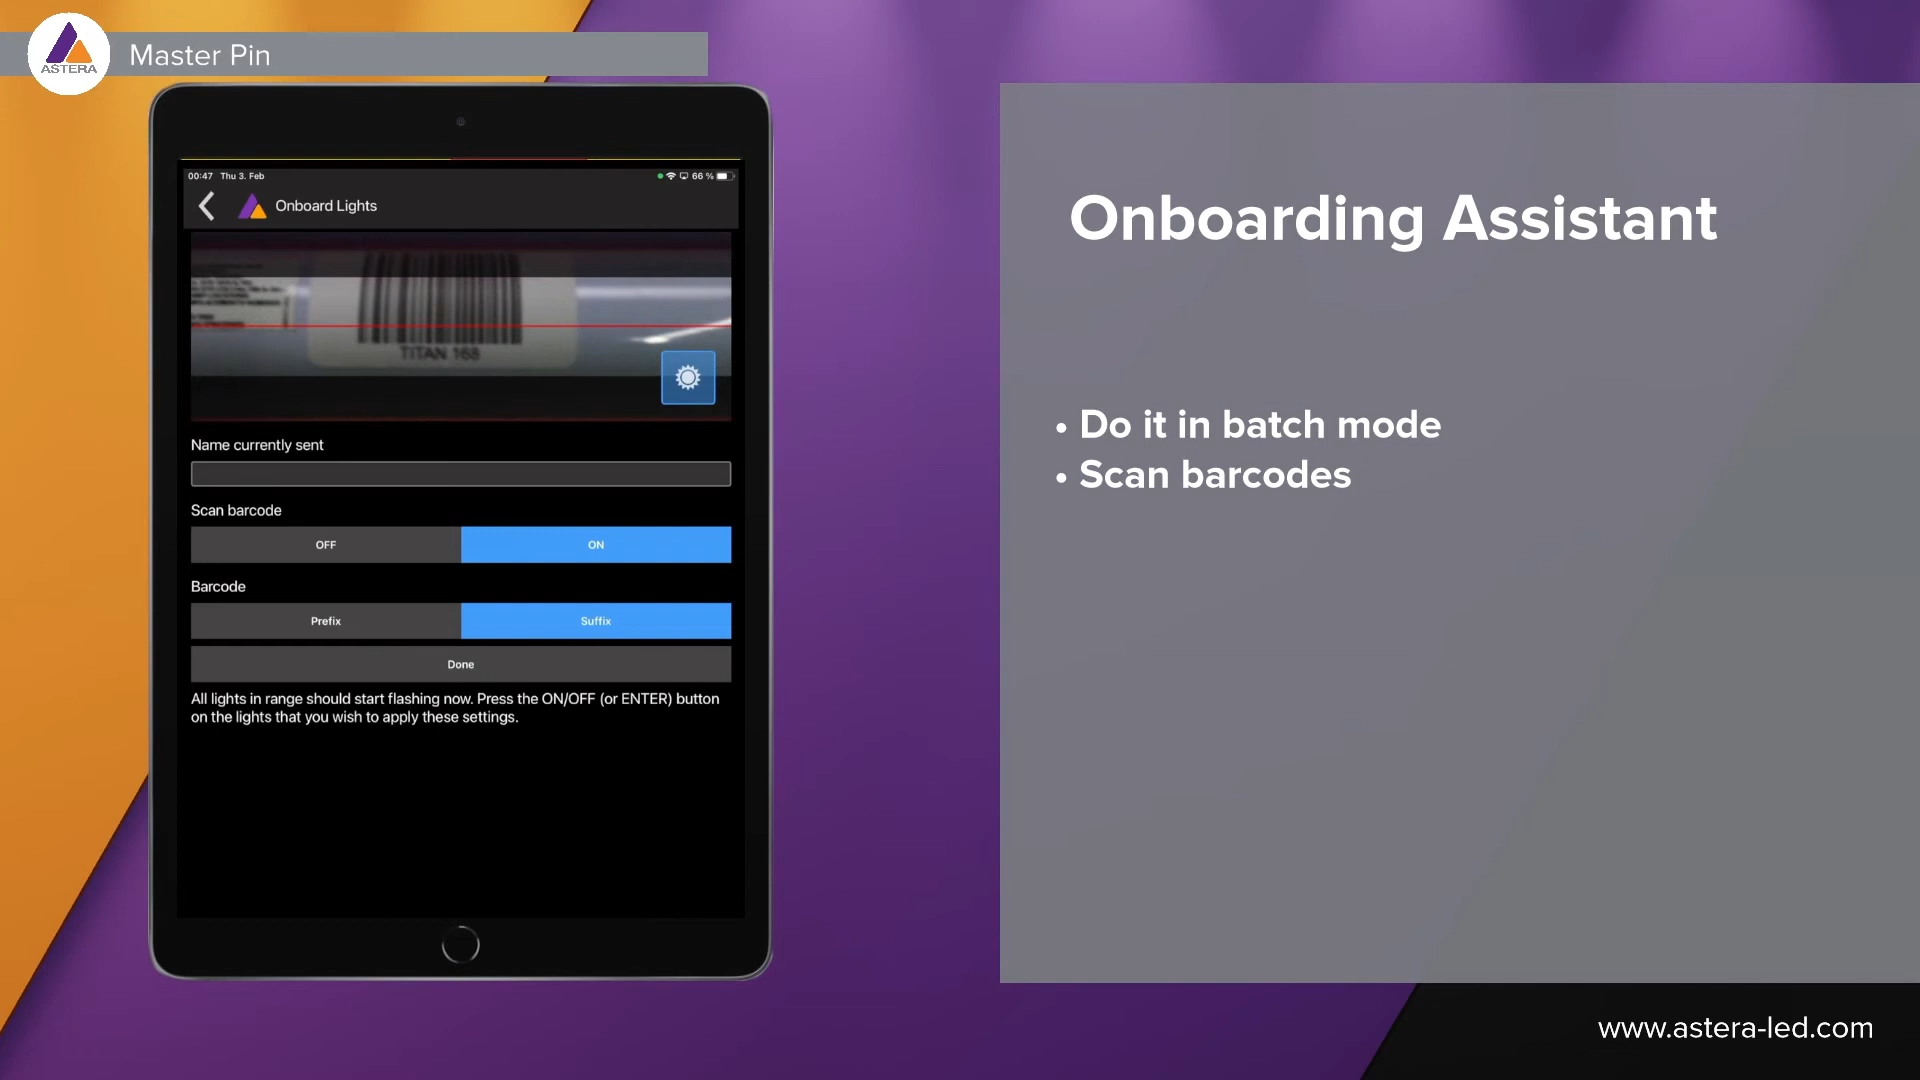 ASTERA
Master Pin
00:47 Thu 3. Feb
66 %
Onboard Lights
TITAN 168
Name currently sent
Scan barcode
OFF
ON
Barcode
Prefix
Suffix
Done
All lights in range should start flashing now. Press the ON/OFF (or ENTER) button
on the lights that you wish to apply these settings.
Onboarding Assistant
• Do it in batch mode
• Scan barcodes
www.astera-led.com